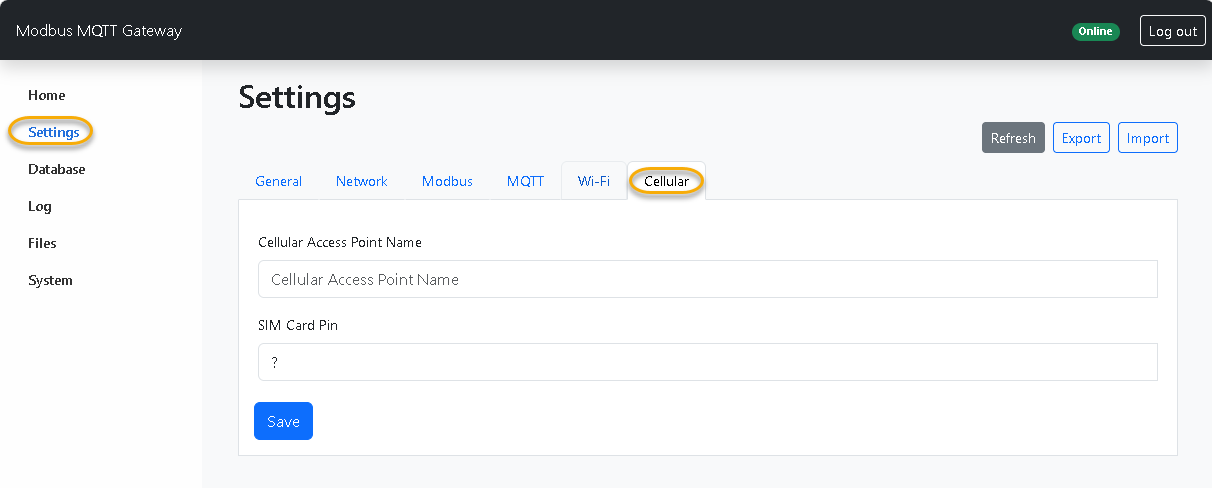 Modbus MQTT Gateway
Online
Log out
Home
Settings
Database
Log
Files
System
Settings
Refresh
Export
Import
General
Network
Modbus
MQTT
Wi-Fi
Cellular
Cellular Access Point Name
Cellular Access Point Name
SIM Card Pin
?
Save